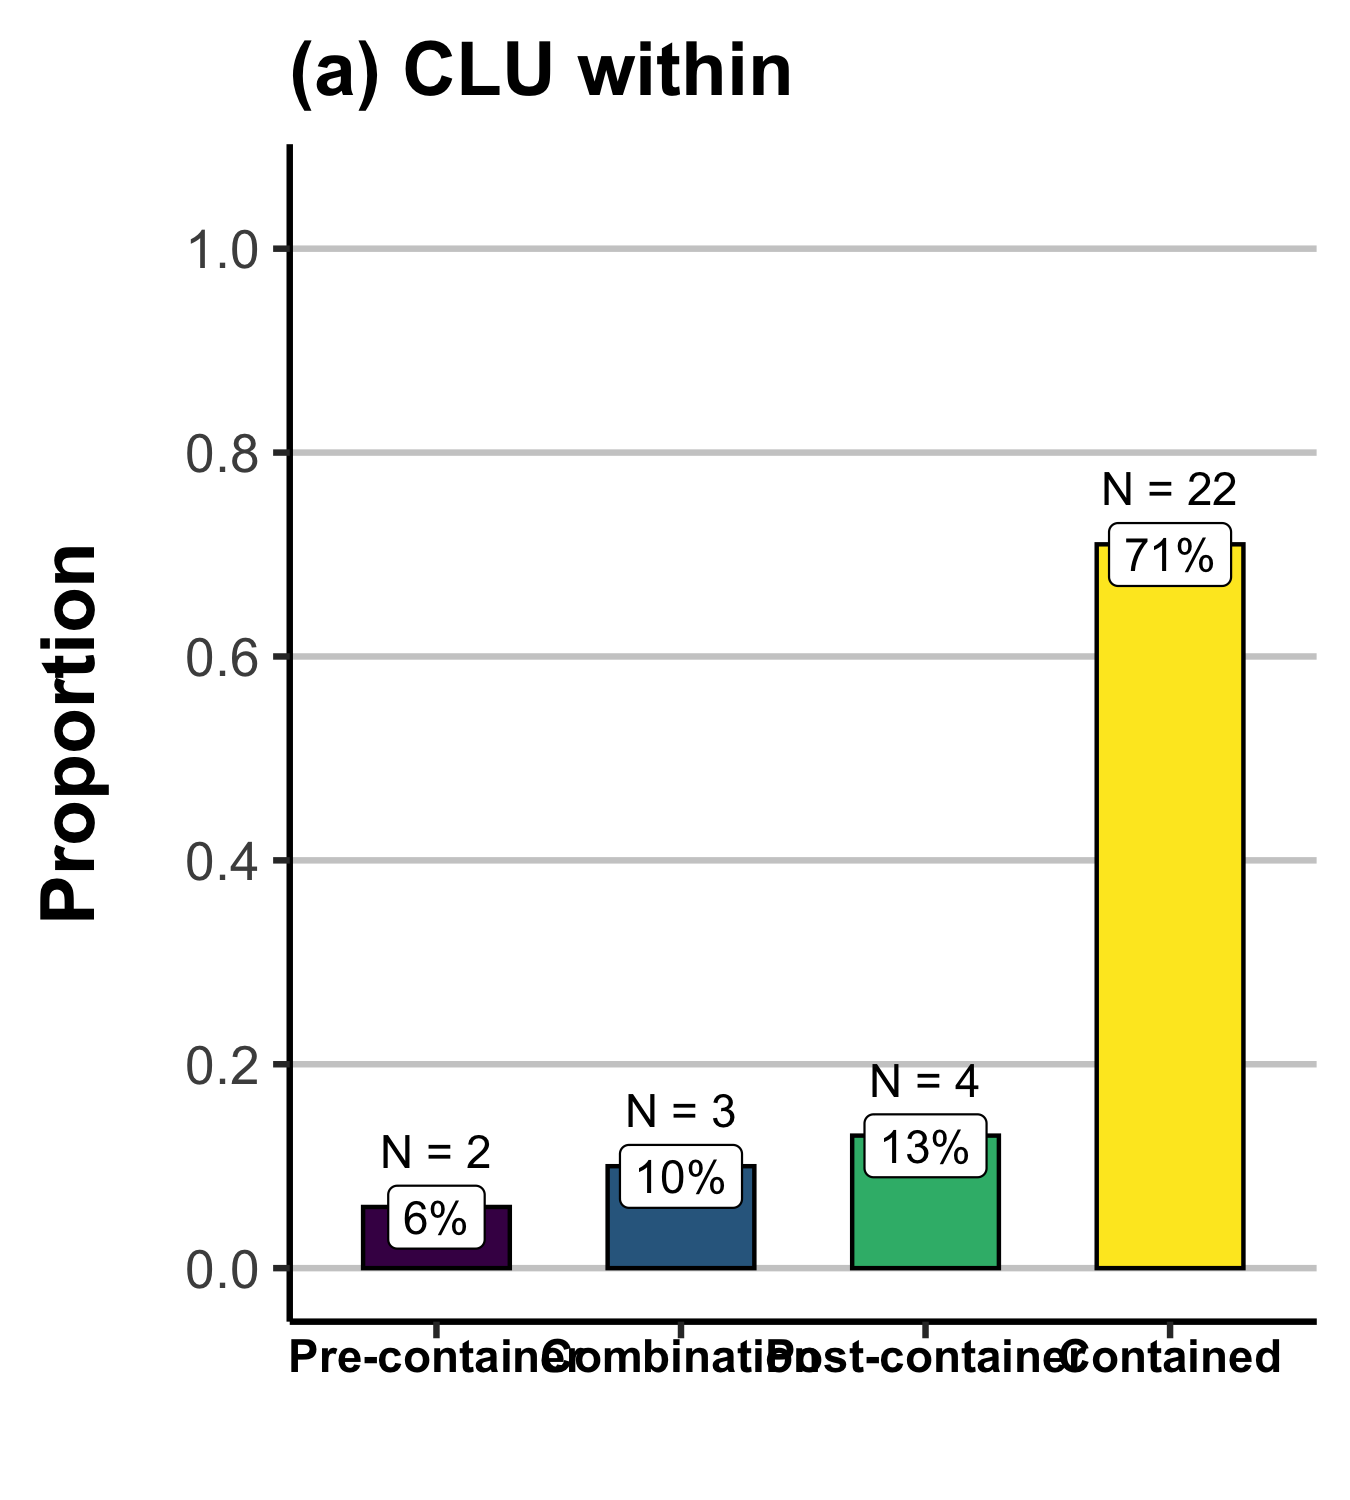 (a) CLU within
Proportion
1.0
0.8
0.6
0.4
0.2
0.0
N = 2
6%
N = 3
10%
N = 4
13%
N = 22
71%
Pre-container
Combination
Post-container
Contained